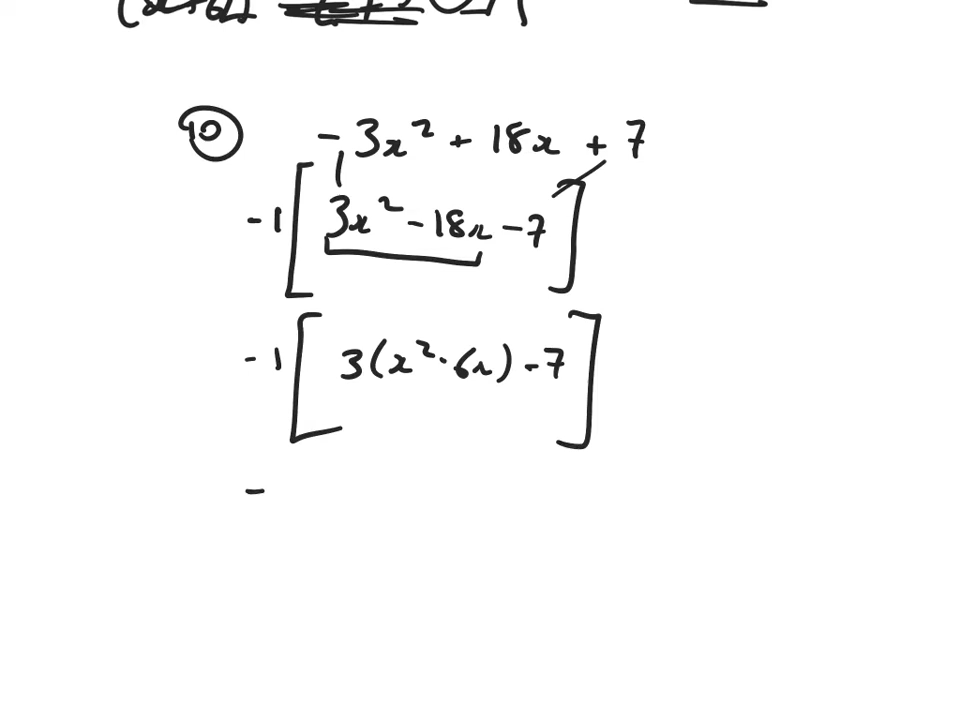 ⑩ - 3x² + 18x + 7
-1[3x² - 18x - 7]
-1[3(x² - 6x) - 7]
-